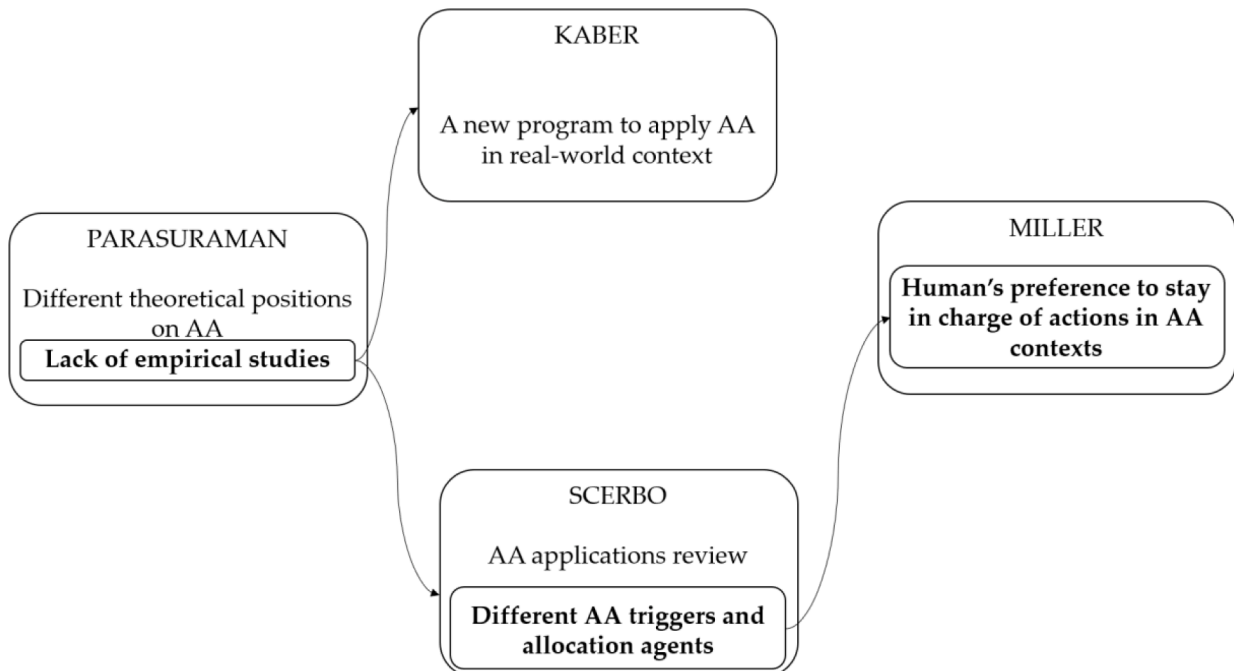 KABER
A new program to apply AA
in real-world context
PARASURAMAN
Different theoretical positions
on AA
Lack of empirical studies
MILLER
Human’s preference to stay
in charge of actions in AA
contexts
SCERBO
AA applications review
Different AA triggers and
allocation agents